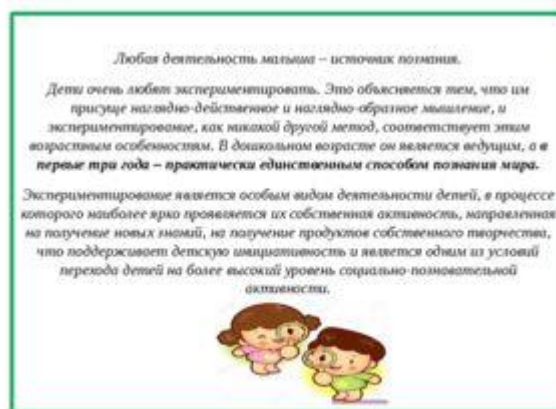 Любая деятельность малыша – источник познания.
Дети очень любят экспериментировать. Это объясняется тем, что им
присуще наглядно-действенное и наглядно-образное мышление, и
экспериментирование, как никакой другой метод, соответствует этим
возрастным особенностям. В дошкольном возрасте он является ведущим, а в
первые три года – практически единственным способом познания мира.
Экспериментирование является особым видом деятельности детей, в процессе
которого наиболее ярко проявляется их собственная активность, направленная
на получение новых знаний, на получение продуктов собственного творчества,
что поддерживает детскую инициативность и является одним из условий
перехода детей на более высокий уровень социально-познавательной
активности.